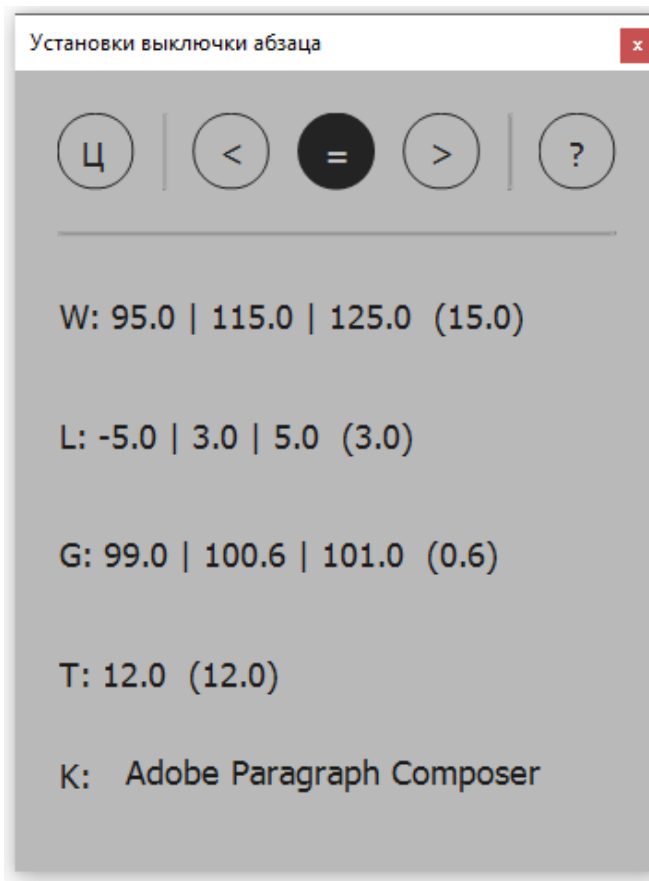 Установки выключки абзаца x
Ц | < = > | ?
W: 95.0 | 115.0 | 125.0 (15.0)
L: -5.0 | 3.0 | 5.0 (3.0)
G: 99.0 | 100.6 | 101.0 (0.6)
T: 12.0 (12.0)
K: Adobe Paragraph Composer